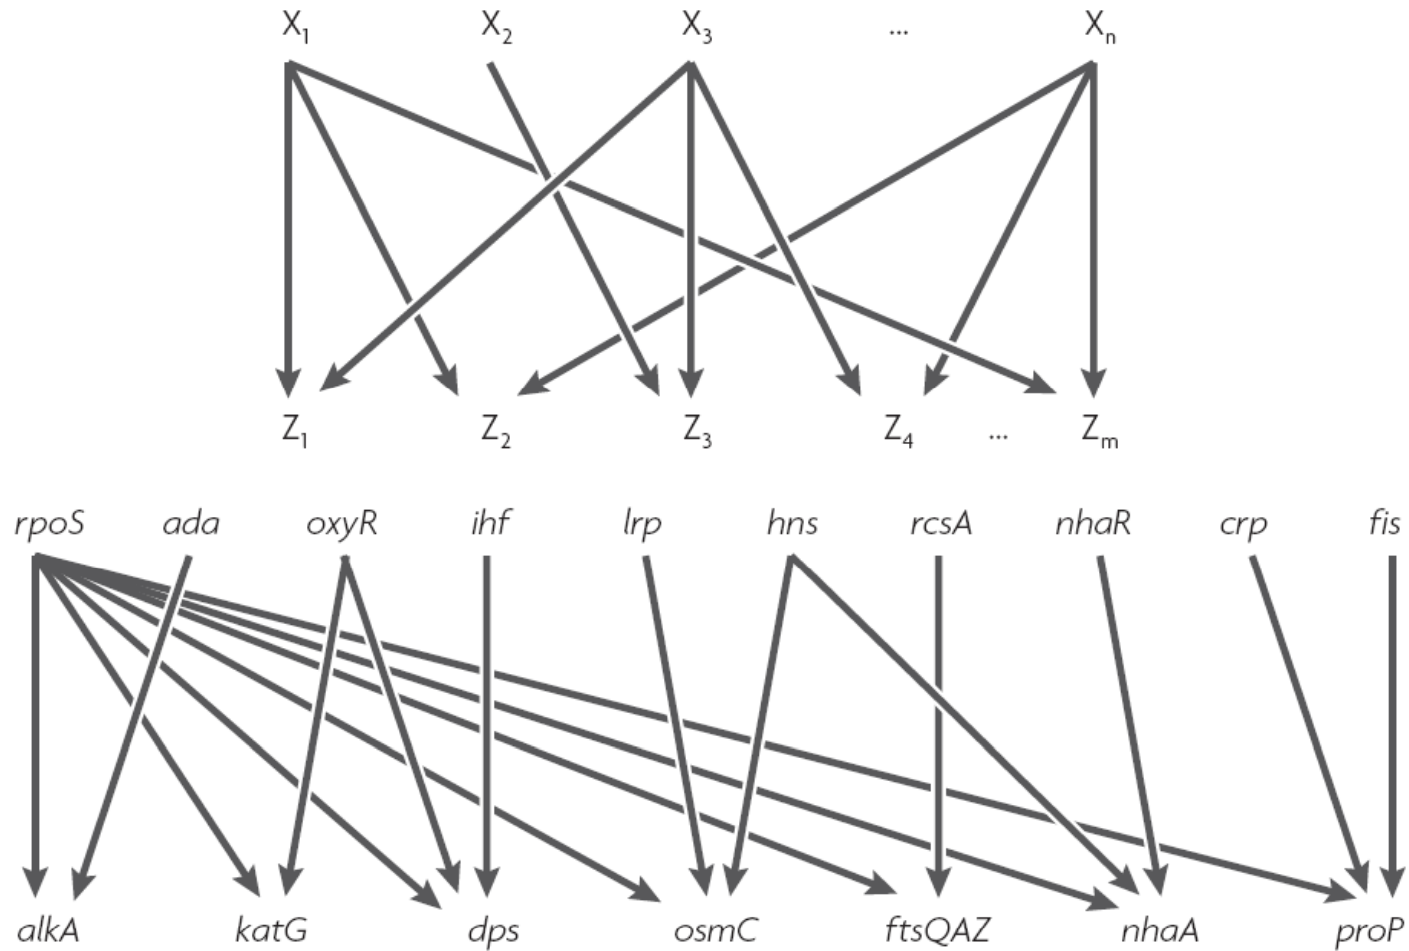 X₁ X₂ X₃ ... Xₙ
Z₁ Z₂ Z₃ Z₄ ... Zₘ
rpoS ada oxyR ihf lrp hns rcsA nhaR crp fis
alkA katG dps osmC ftsQAZ nhaA proP